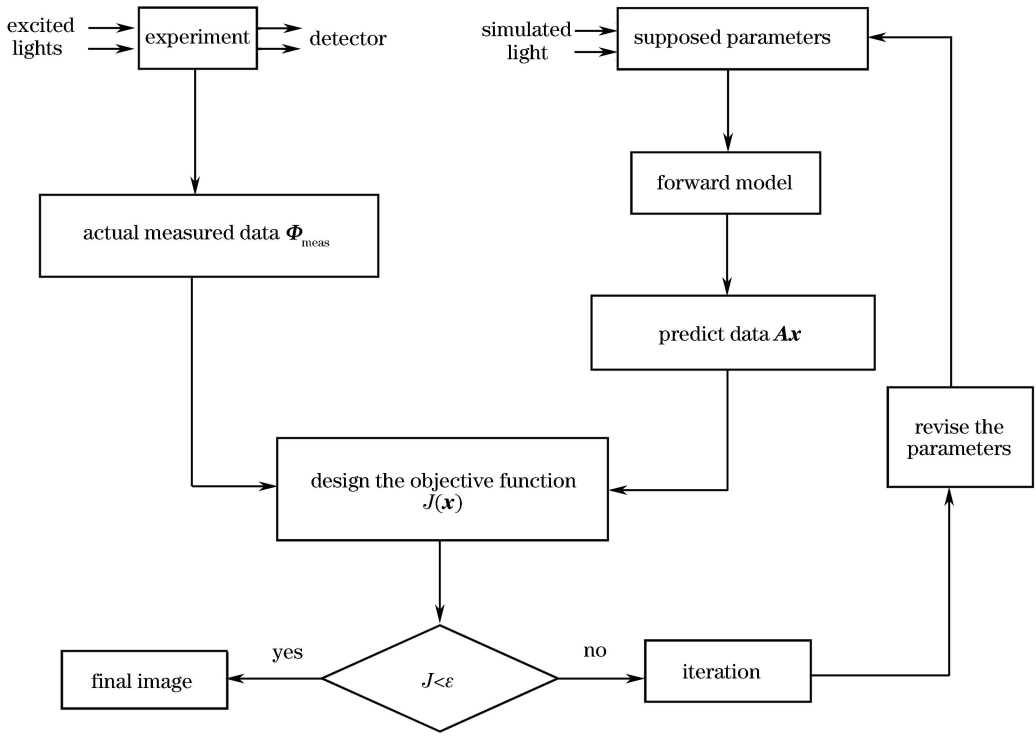 excited
lights
experiment
detector
simulated
light
supposed parameters
forward model
actual measured data Φmeas
predict data Ax
revise the
parameters
design the objective function
J(x)
yes
no
final image
J<ε
iteration